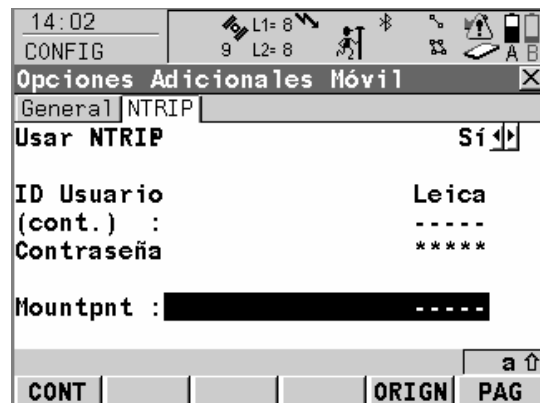 14:02
L1= 8
CONFIG
9 L2= 8
A B
Opciones Adicionales Móvil
General NTRIP
Usar NTRIP Sí
ID Usuario Leica
(cont.) : -----
Contraseña *****
Mountpnt : -----
a
CONT ORIGN PAG